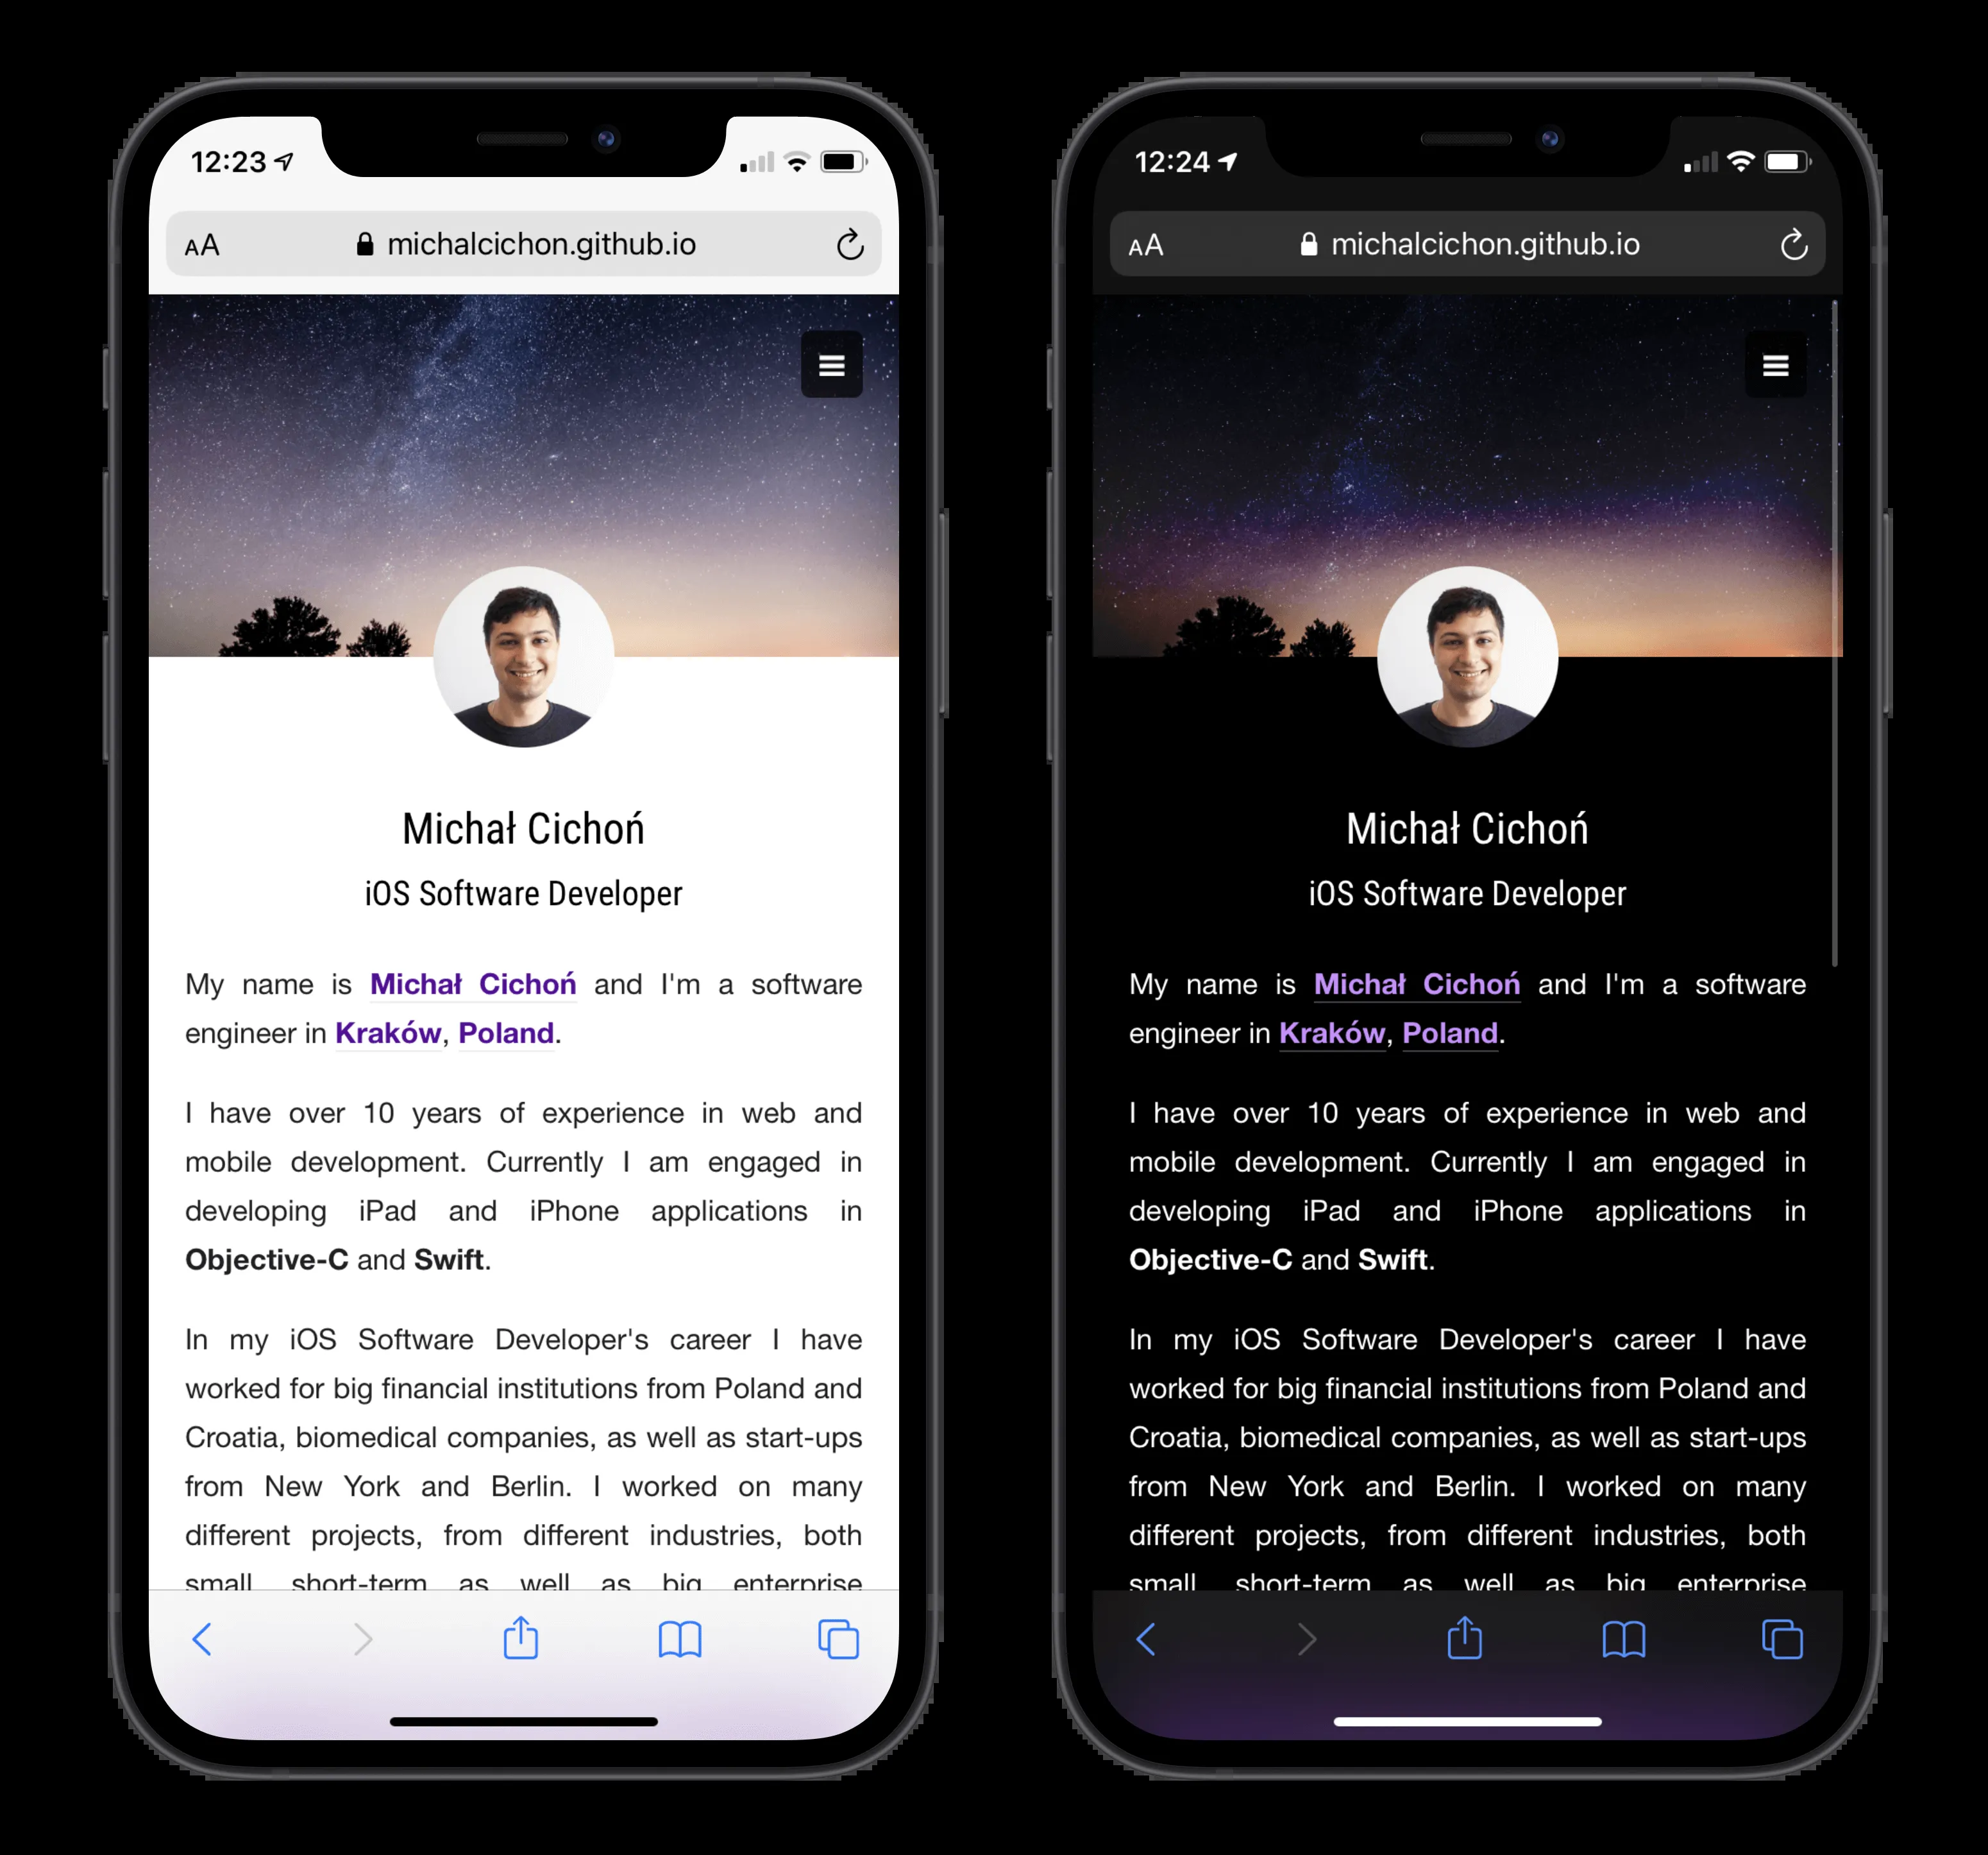 12:23
AA michalcichon.github.io
Michał Cichoń
iOS Software Developer
My name is Michał Cichoń and I'm a software
engineer in Kraków, Poland.
I have over 10 years of experience in web and
mobile development. Currently I am engaged in
developing iPad and iPhone applications in
Objective-C and Swift.
In my iOS Software Developer's career I have
worked for big financial institutions from Poland and
Croatia, biomedical companies, as well as start-ups
from New York and Berlin. I worked on many
different projects, from different industries, both
small short-term as well as big enterprise
12:24
AA michalcichon.github.io
Michał Cichoń
iOS Software Developer
My name is Michał Cichoń and I'm a software
engineer in Kraków, Poland.
I have over 10 years of experience in web and
mobile development. Currently I am engaged in
developing iPad and iPhone applications in
Objective-C and Swift.
In my iOS Software Developer's career I have
worked for big financial institutions from Poland and
Croatia, biomedical companies, as well as start-ups
from New York and Berlin. I worked on many
different projects, from different industries, both
small short-term as well as big enterprise